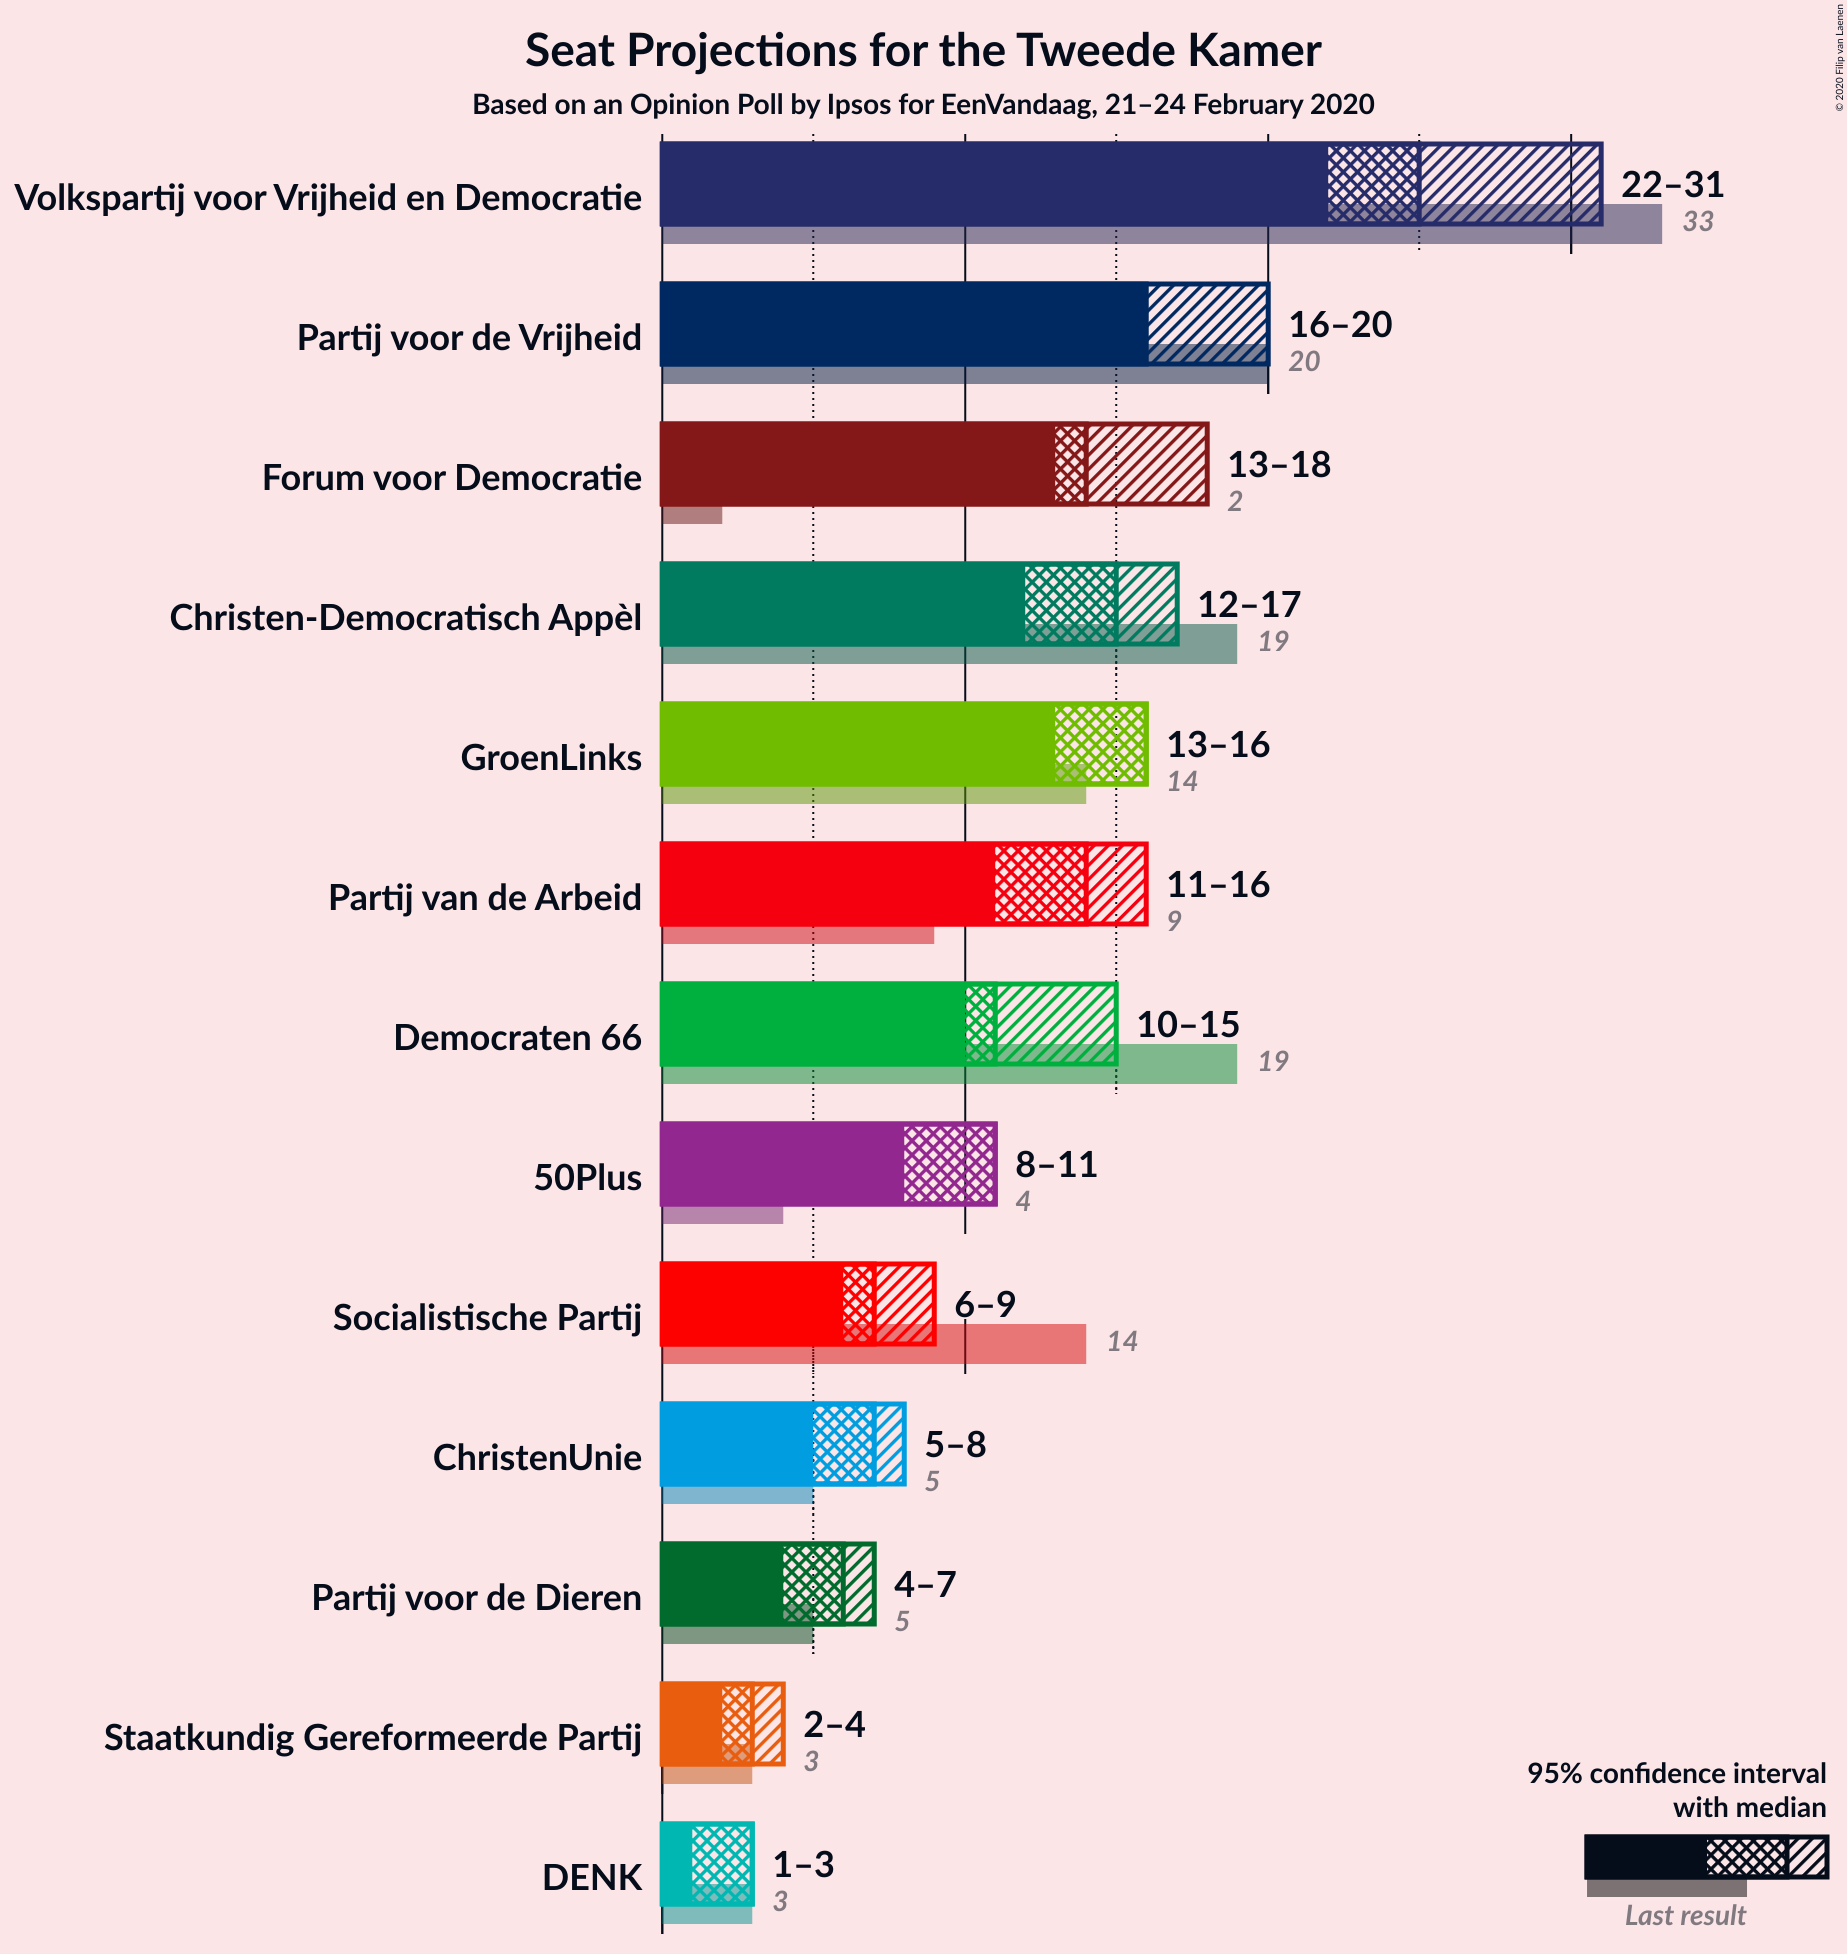 Seat Projections for the Tweede Kamer
Based on an Opinion Poll by Ipsos for EenVandaag, 21–24 February 2020
© 2020 Filip van Laenen
Volkspartij voor Vrijheid en Democratie
22–31
33
Partij voor de Vrijheid
16–20
20
Forum voor Democratie
13–18
2
Christen-Democratisch Appèl
12–17
19
GroenLinks
13–16
14
Partij van de Arbeid
11–16
9
Democraten 66
10–15
19
50Plus
8–11
4
Socialistische Partij
6–9
14
ChristenUnie
5–8
5
Partij voor de Dieren
4–7
5
Staatkundig Gereformeerde Partij
2–4
3
DENK
1–3
3
95% confidence interval
with median
Last result